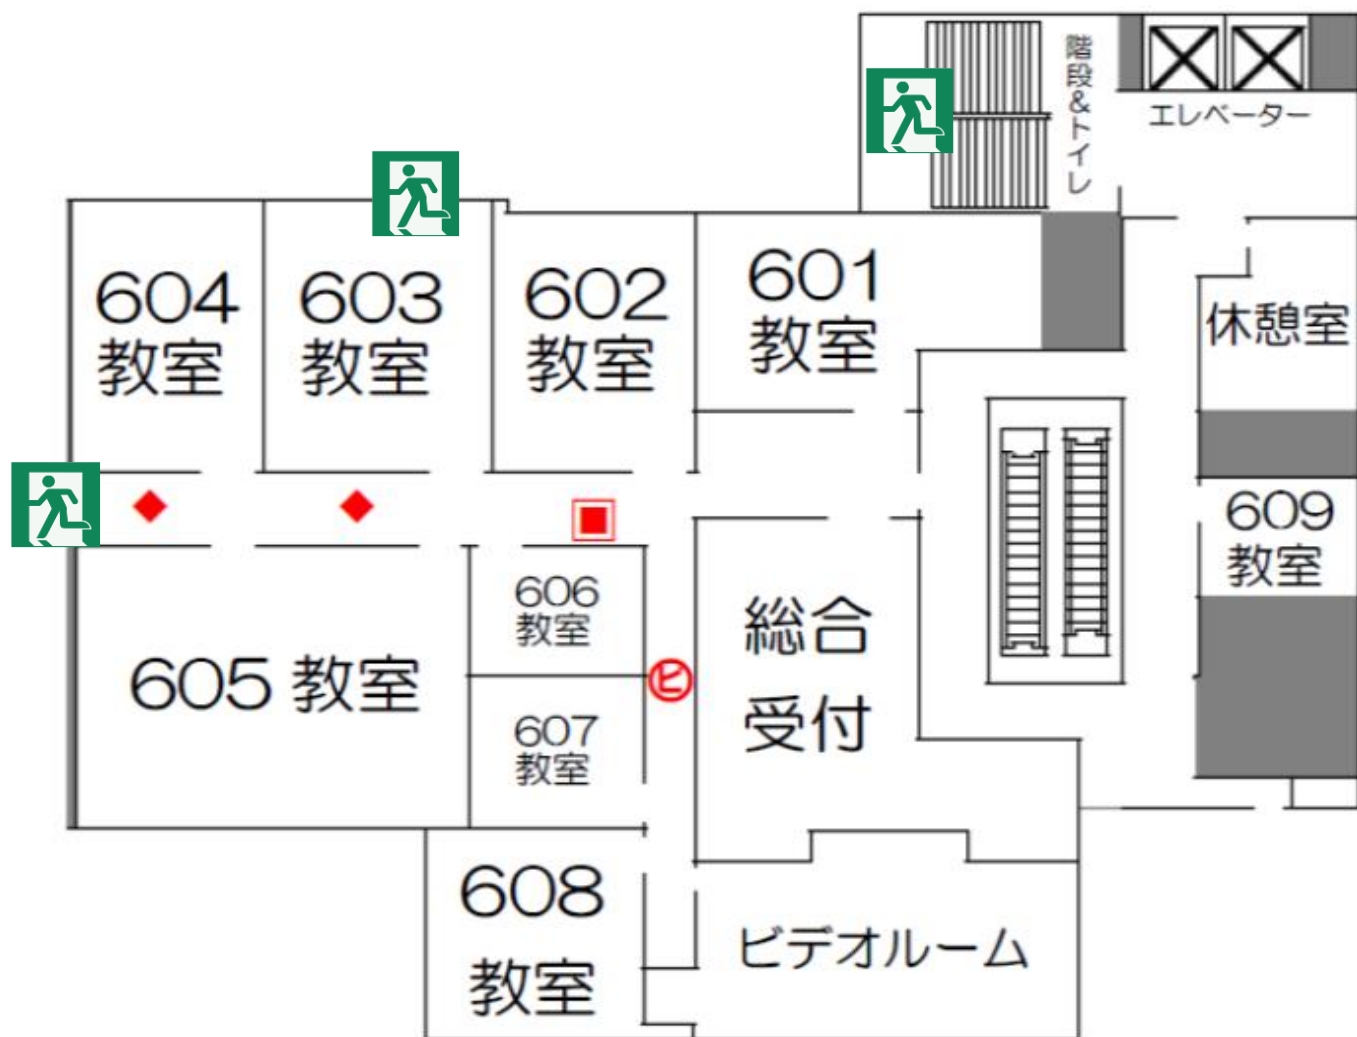 階段&トイレ
エレベーター
604
教室
603
教室
602
教室
601
教室
休憩室
609
教室
606
教室
総合
受付
605 教室
ヒ
607
教室
608
教室
ビデオルーム